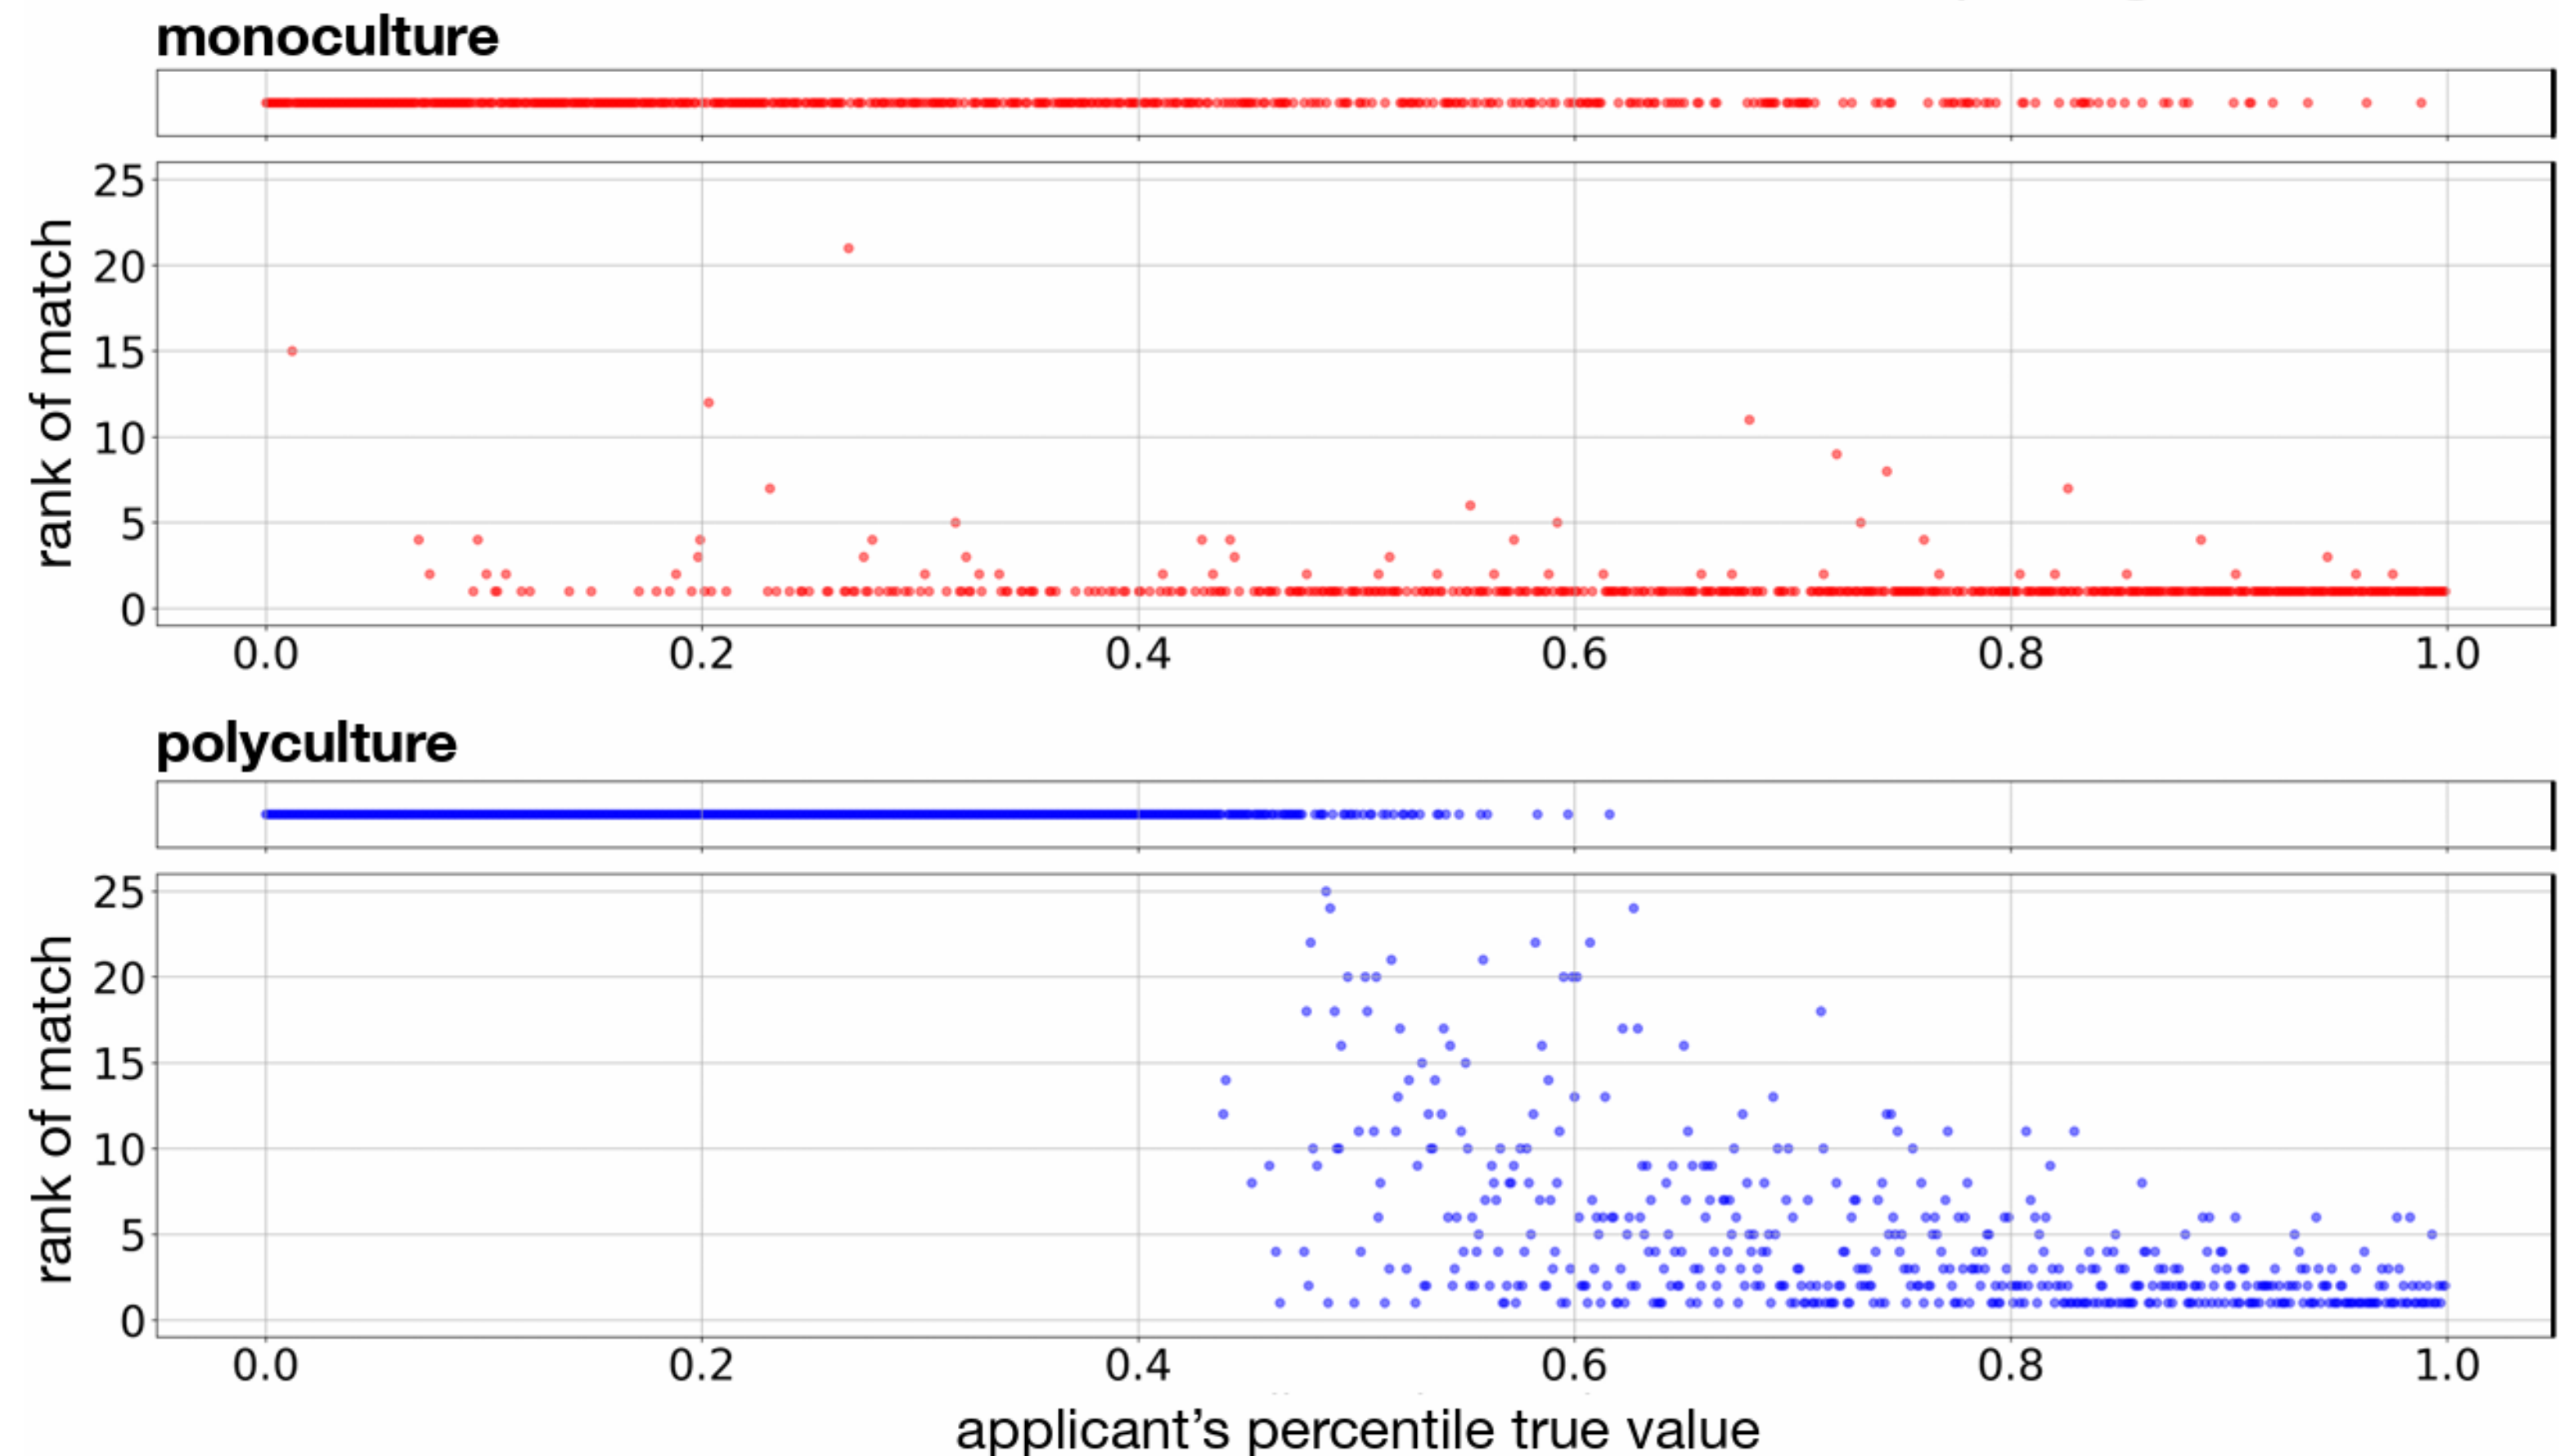 monoculture
25
20
15
10
5
0
rank of match
0.0 0.2 0.4 0.6 0.8 1.0
polyculture
25
20
15
10
5
0
rank of match
0.0 0.2 0.4 0.6 0.8 1.0
applicant’s percentile true value